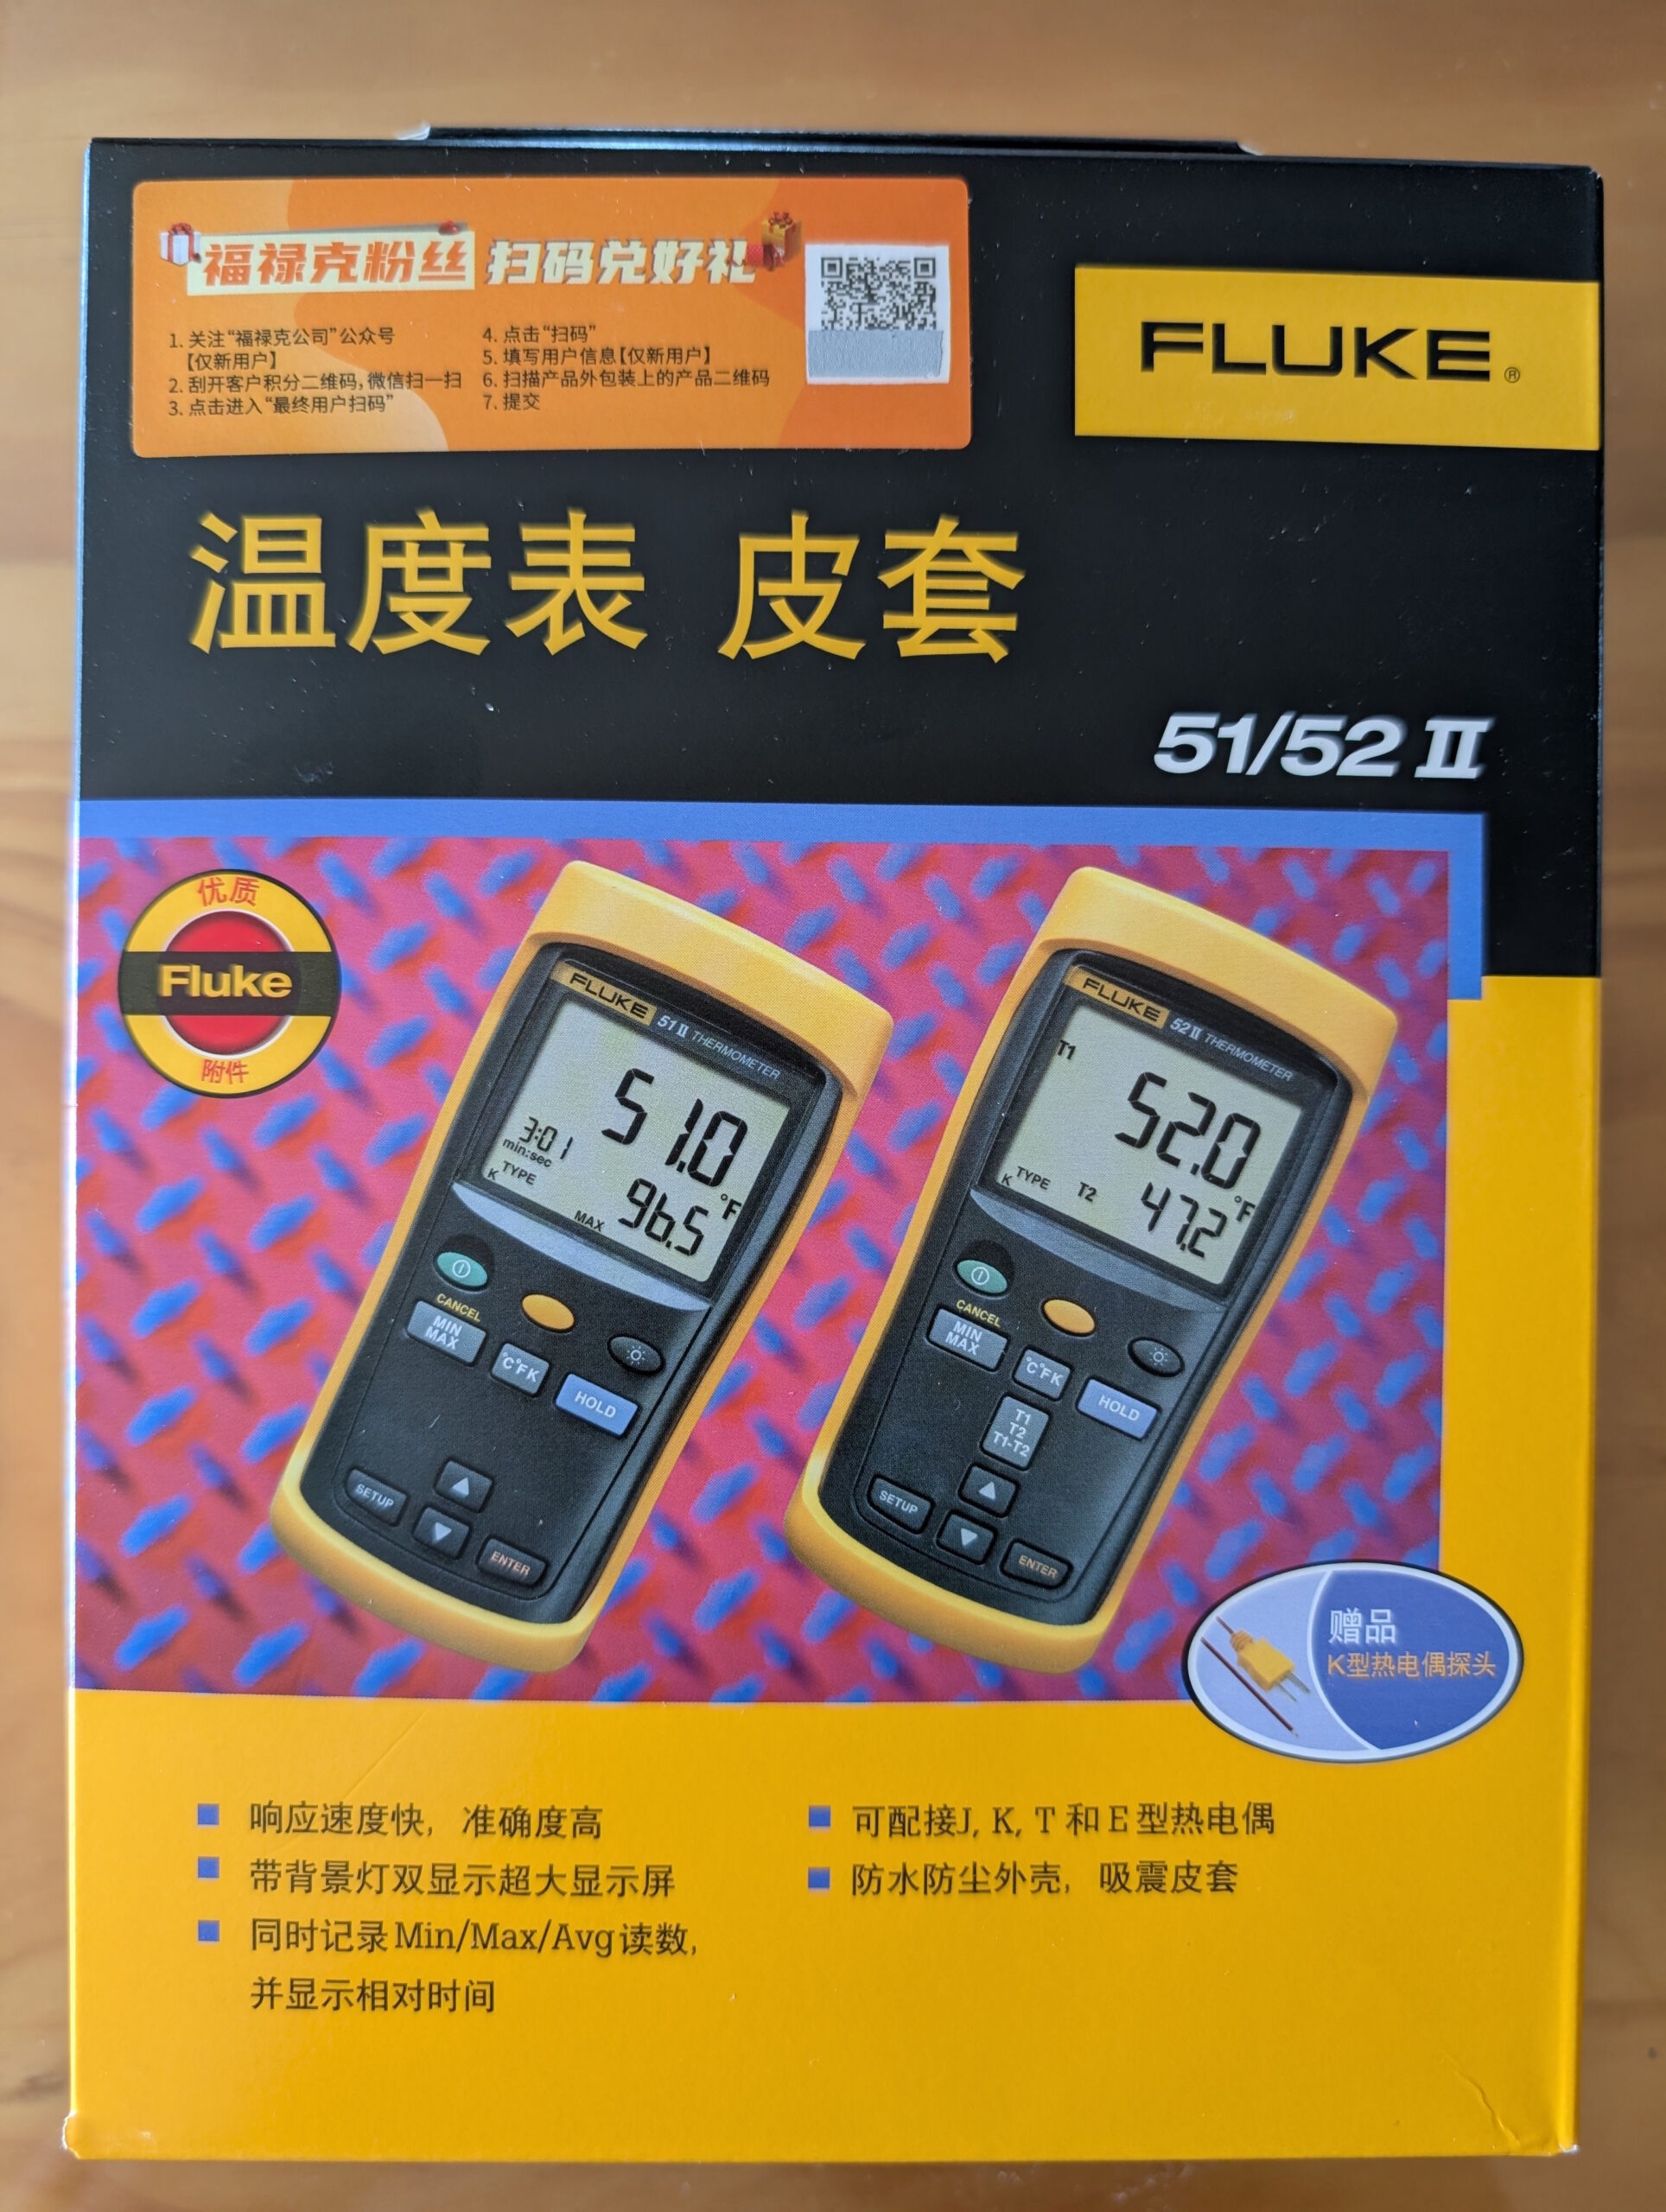 福禄克粉丝 扫码兑好礼
1. 关注“福禄克公司”公众号
【仅新用户】
2. 刮开客户积分二维码，微信扫一扫
3. 点击进入“最终用户扫码”
4. 点击“扫码”
5. 填写用户信息【仅新用户】
6. 扫描产品外包装上的产品二维码
7. 提交
FLUKE®
温度表 皮套
51/52 II
优质
Fluke
附件
FLUKE 51 II THERMOMETER
51.0
3:01
min:sec
K TYPE
96.5 °F
MAX
CANCEL
MIN
MAX
°C°F K
HOLD
SETUP
ENTER
FLUKE 52 II THERMOMETER
T1
52.0
K TYPE T2 47.2 °F
CANCEL
MIN
MAX
°C°F K
HOLD
T1
T2
T1-T2
SETUP
ENTER
赠品
K型热电偶探头
响应速度快，准确度高
带背景灯双显示超大显示屏
同时记录Min/Max/Avg读数，
并显示相对时间
可配接J, K, T 和 E 型热电偶
防水防尘外壳，吸震皮套